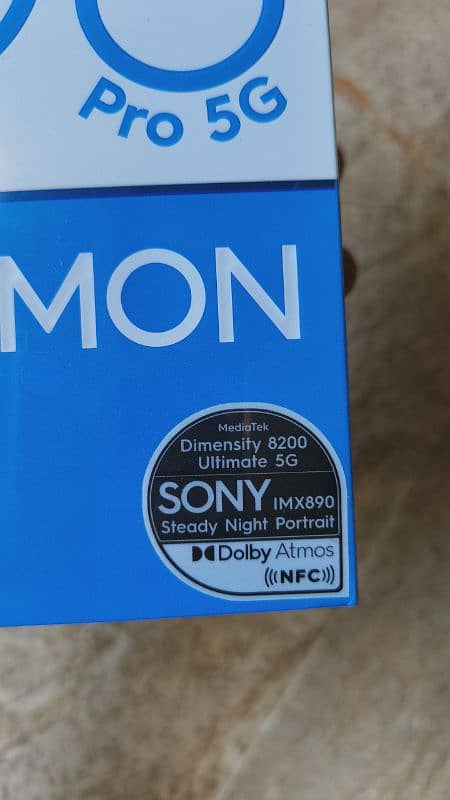 Pro 5G
MON
MediaTek
Dimensity 8200
Ultimate 5G
SONY IMX890
Steady Night Portrait
Dolby Atmos
(((NFC)))